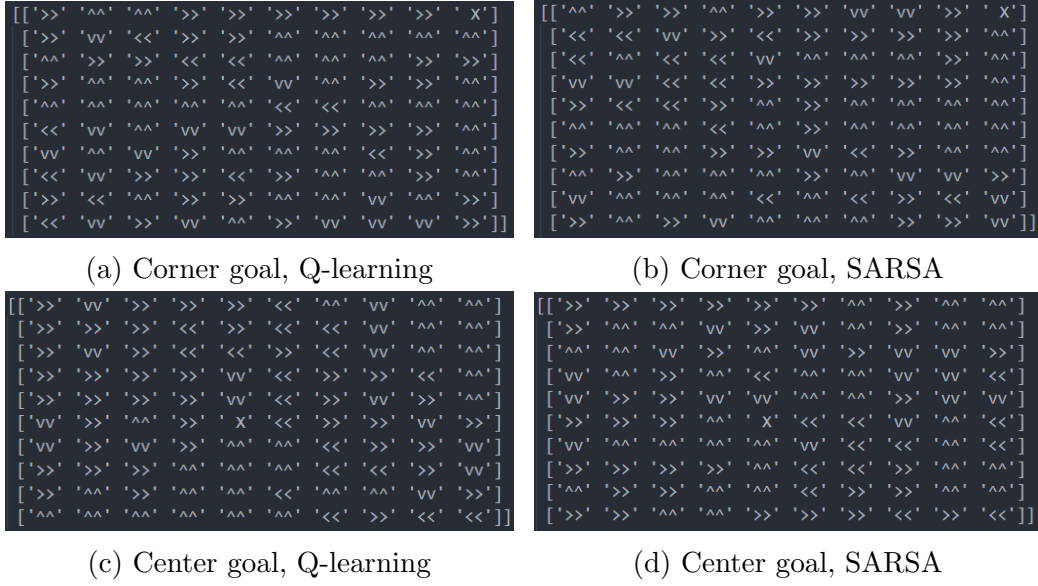 [['>>' '>>' '^^' '^^' '>>' '>>' '>>' '>>' '>>' ' X']
['>>' 'vv' '<<' '>>' '>>' '^^' '^^' '^^' '^^' '^^']
['^^' '>>' '>>' '<<' '<<' '^^' '^^' '^^' '>>' '>>']
['>>' '^^' '^^' '>>' '<<' 'vv' '^^' '>>' '>>' '^^']
['^^' '^^' '^^' '^^' '^^' '<<' '<<' '^^' '^^' '^^']
['<<' 'vv' '^^' 'vv' 'vv' '>>' '>>' '>>' '>>' '^^']
['vv' '^^' 'vv' '>>' '^^' '^^' '^^' '<<' '>>' '^^']
['<<' 'vv' '>>' '>>' '<<' '>>' '^^' '^^' '>>' '^^']
['>>' '<<' '^^' '^^' '>>' '>>' '^^' 'vv' '^^' '>>']
['<<' 'vv' '>>' 'vv' '^^' '>>' 'vv' 'vv' 'vv' '>>']]
(a) Corner goal, Q-learning
[['^^' '>>' '>>' '^^' '>>' '>>' 'vv' 'vv' '>>' ' X']
['<<' '<<' 'vv' '>>' '<<' '>>' '>>' '>>' '>>' '^^']
['<<' '^^' '<<' '<<' 'vv' '^^' '^^' '^^' '>>' '^^']
['vv' 'vv' '<<' '<<' '>>' '>>' '^^' '^^' '^^' '^^']
['>>' '<<' '<<' '>>' '^^' '>>' '^^' '^^' '^^' '^^']
['^^' '^^' '^^' '<<' '^^' '>>' '^^' '^^' '^^' '^^']
['>>' '^^' '^^' '>>' '>>' 'vv' '<<' '>>' '^^' '^^']
['^^' '>>' '^^' '^^' '^^' '>>' '^^' 'vv' 'vv' '>>']
['vv' '^^' '^^' '^^' '<<' '^^' '<<' '<<' '>>' '^^']
['>>' '^^' '>>' 'vv' '^^' '^^' '^^' '>>' '>>' 'vv']]
(b) Corner goal, SARSA
[['>>' 'vv' '>>' '>>' '>>' '<<' '^^' 'vv' '^^' '^^']
['>>' '>>' '>>' '<<' '>>' '<<' '<<' 'vv' '^^' '^^']
['>>' 'vv' '>>' '<<' '<<' '>>' '<<' 'vv' '^^' '^^']
['>>' '>>' '>>' '>>' 'vv' '<<' '>>' '>>' '<<' '^^']
['>>' '>>' '>>' '>>' 'vv' '<<' '>>' 'vv' '>>' '^^']
['vv' '>>' '^^' '>>' ' X' '<<' '>>' '>>' 'vv' '>>']
['vv' '>>' 'vv' '>>' '^^' '^^' '<<' '>>' '>>' 'vv']
['>>' '>>' '>>' '^^' '^^' '^^' '<<' '<<' '>>' 'vv']
['>>' '^^' '>>' '^^' '^^' '<<' '^^' '^^' 'vv' '>>']
['^^' '^^' '^^' '^^' '^^' '^^' '<<' '>>' '<<' '<<']]
(c) Center goal, Q-learning
[['>>' '>>' '>>' '>>' '>>' '>>' '^^' '>>' '^^' '^^']
['>>' '^^' '^^' 'vv' '>>' 'vv' '^^' '>>' '^^' '^^']
['^^' '^^' 'vv' '>>' '^^' 'vv' '>>' 'vv' 'vv' '>>']
['vv' '^^' '>>' '^^' '<<' '^^' '^^' 'vv' 'vv' '<<']
['>>' '>>' '>>' 'vv' 'vv' '^^' '^^' '>>' 'vv' 'vv']
['>>' '>>' '>>' '^^' ' X' '<<' '<<' 'vv' '^^' '<<']
['vv' '^^' '^^' '^^' '^^' 'vv' '<<' '<<' '^^' '^^']
['>>' '>>' '>>' '>>' '^^' '<<' '<<' '<<' '>>' '^^']
['^^' '>>' '>>' '^^' '^^' '<<' '>>' '>>' '^^' '^^']
['>>' '>>' '^^' '^^' '>>' '>>' '>>' '<<' '>>' '<<']]
(d) Center goal, SARSA